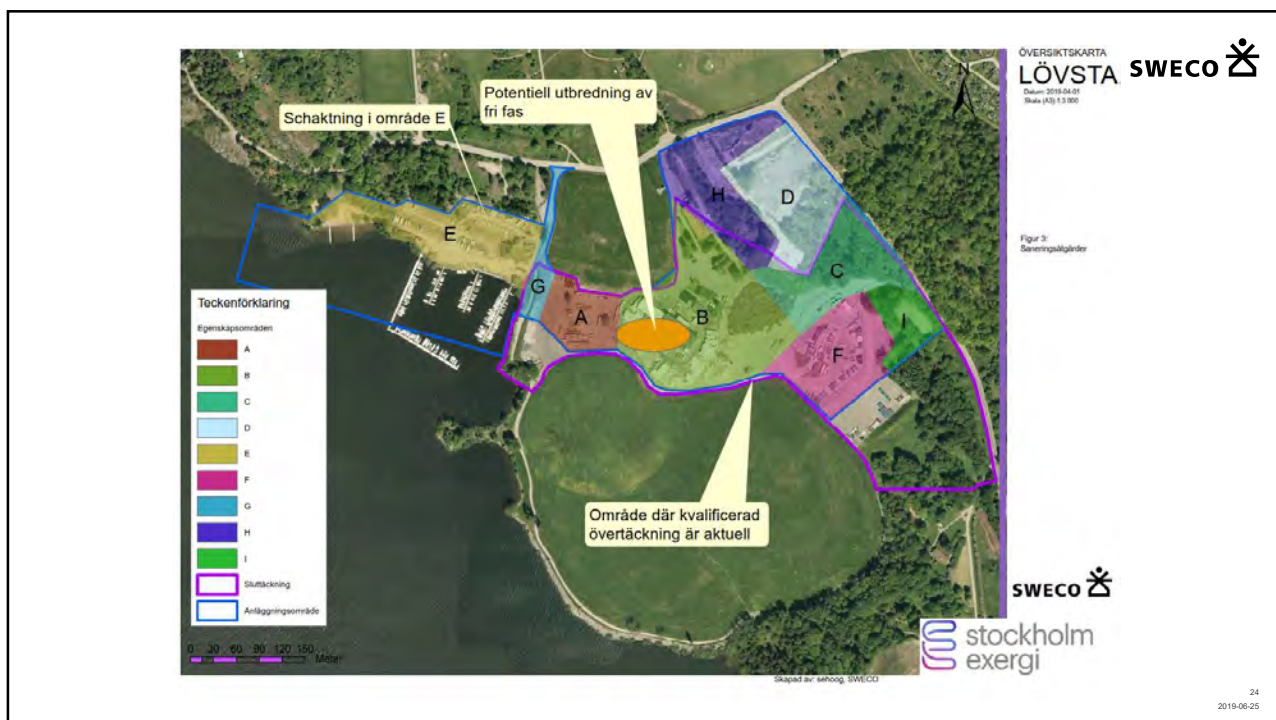 ÖVERSIKTSKARTA
LÖVSTA
Datum: 2019-04-01
Skala (A3):1:3 000
SWECO
N
Potentiell utbredning av
fri fas
Schaktning i område E
H
D
E
C
G
A
B
I
F
Figur 3:
Saneringsåtgärder
Teckenförklaring
Egenskapsområden
A
B
C
D
E
F
G
H
I
Sluttäckning
Anläggningsområde
Område där kvalificerad
övertäckning är aktuell
0 30 60 90 120 150
Meter
SWECO
stockholm
exergi
Skapad av: sehoog, SWECO
24
2019-06-25